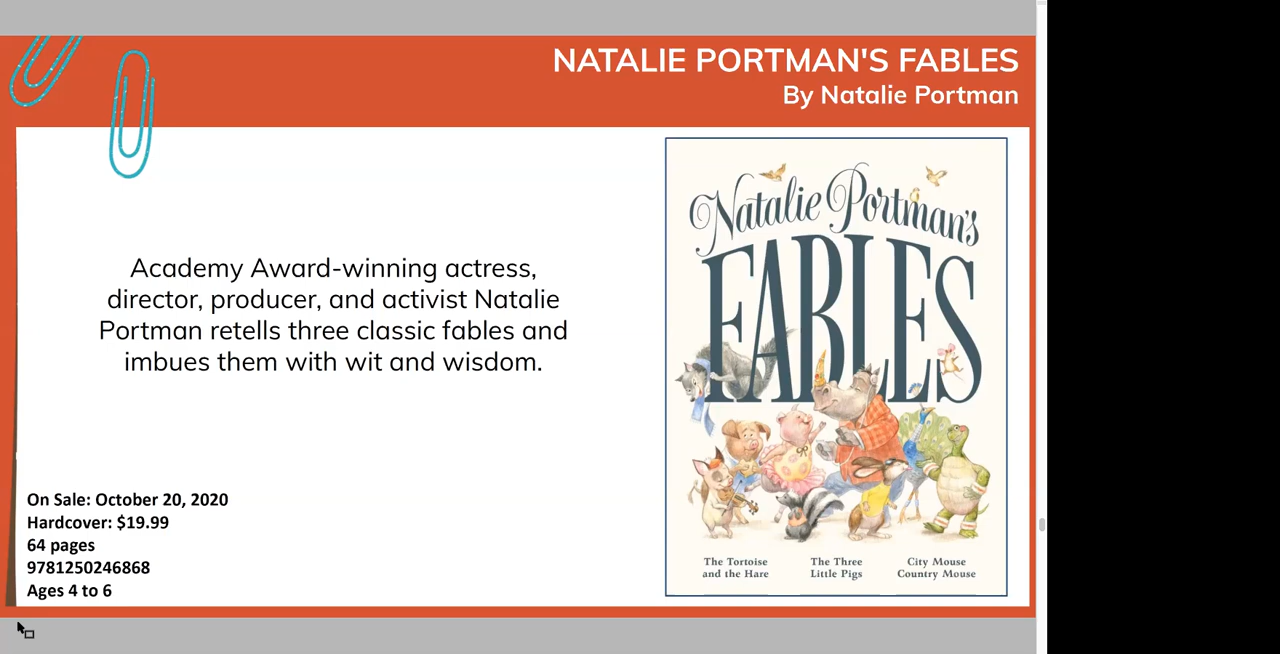 NATALIE PORTMAN'S FABLES
By Natalie Portman
Academy Award-winning actress,
director, producer, and activist Natalie
Portman retells three classic fables and
imbues them with wit and wisdom.
On Sale: October 20, 2020
Hardcover: $19.99
64 pages
9781250246868
Ages 4 to 6
Natalie Portman's
FABLES
The Tortoise
and the Hare
The Three
Little Pigs
City Mouse
Country Mouse